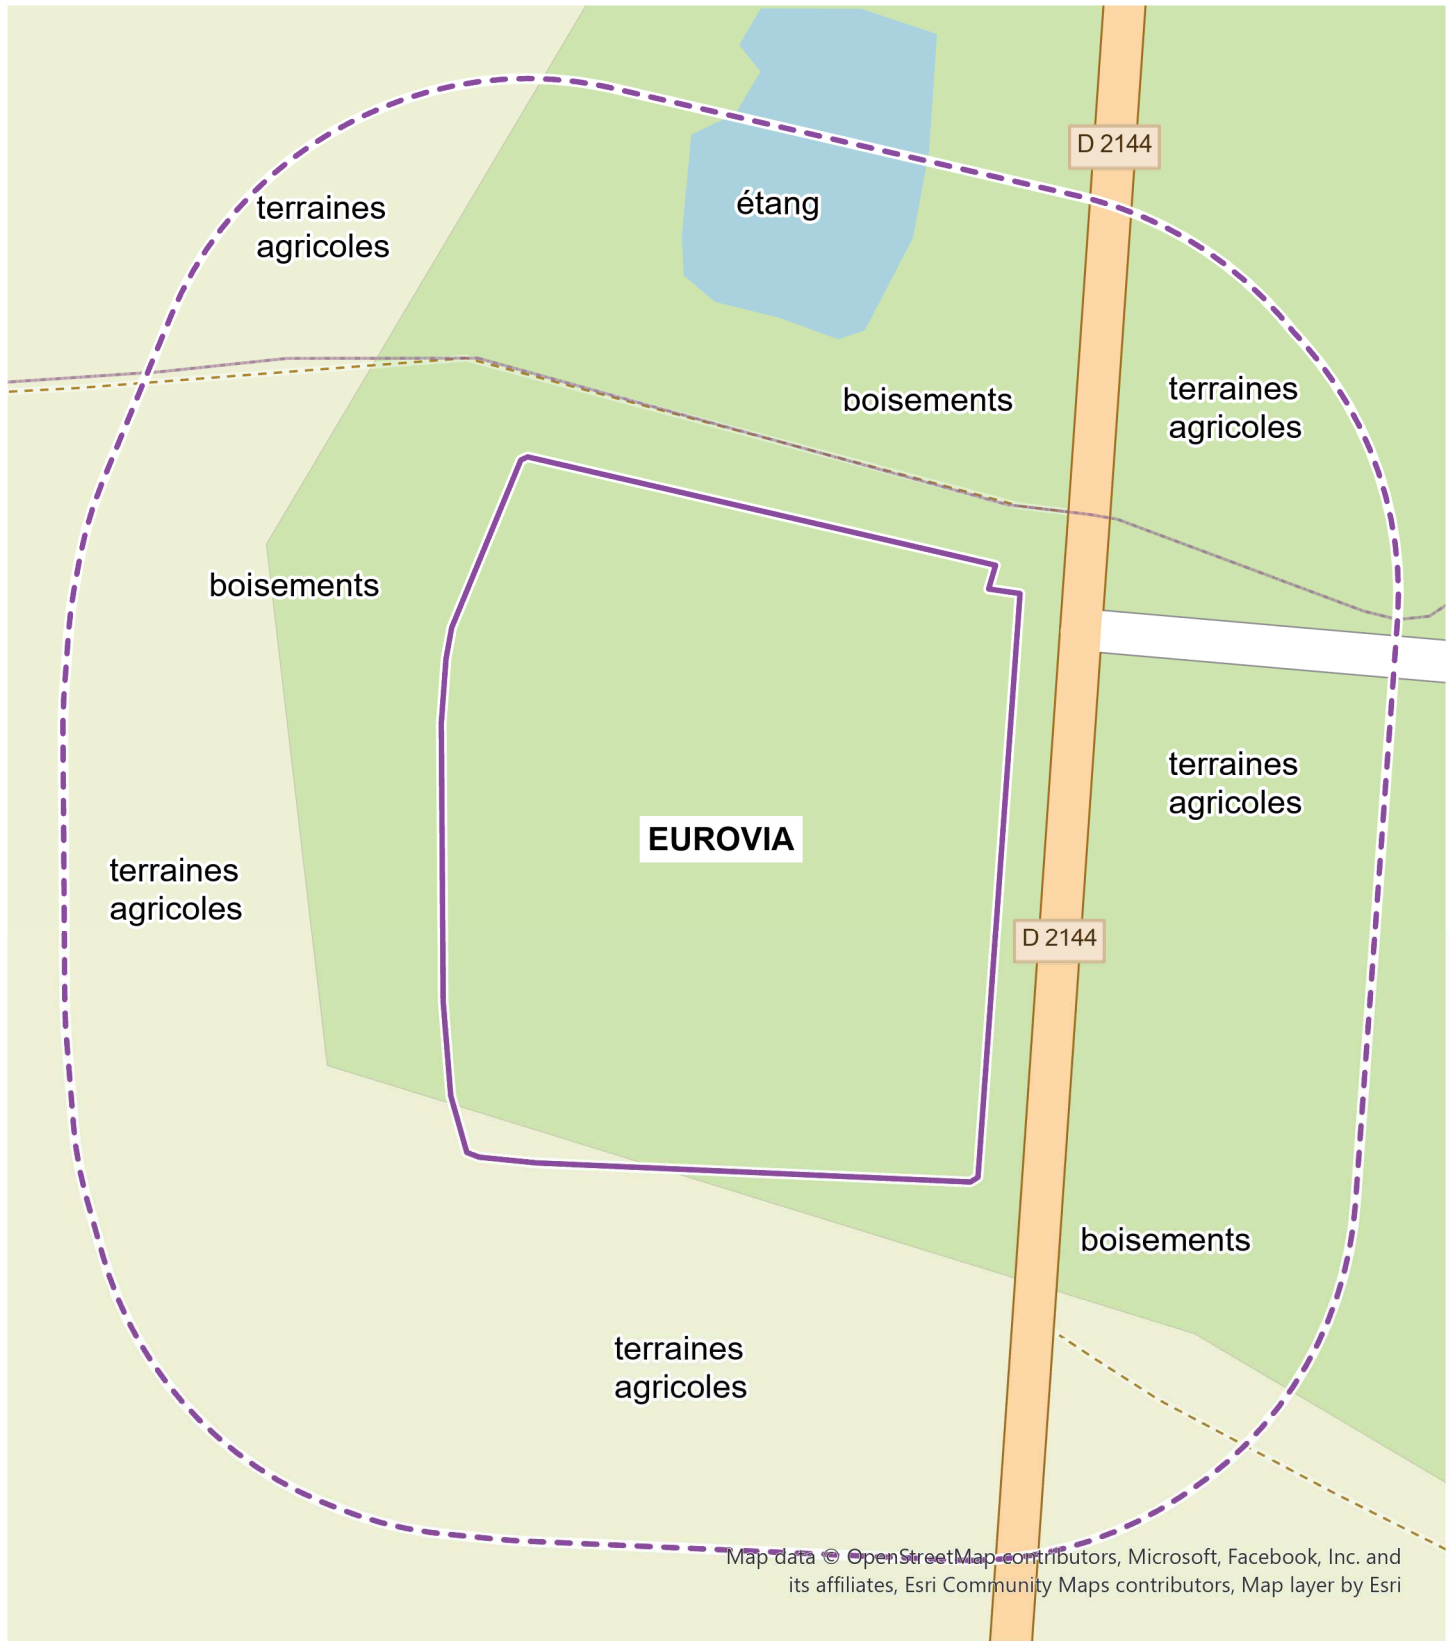 D 2144
étang
terraines
agricoles
terraines
agricoles
boisements
boisements
terraines
agricoles
EUROVIA
terraines
agricoles
D 2144
boisements
terraines
agricoles
Map data © OpenStreetMap contributors, Microsoft, Facebook, Inc. and
its affiliates, Esri Community Maps contributors, Map layer by Esri